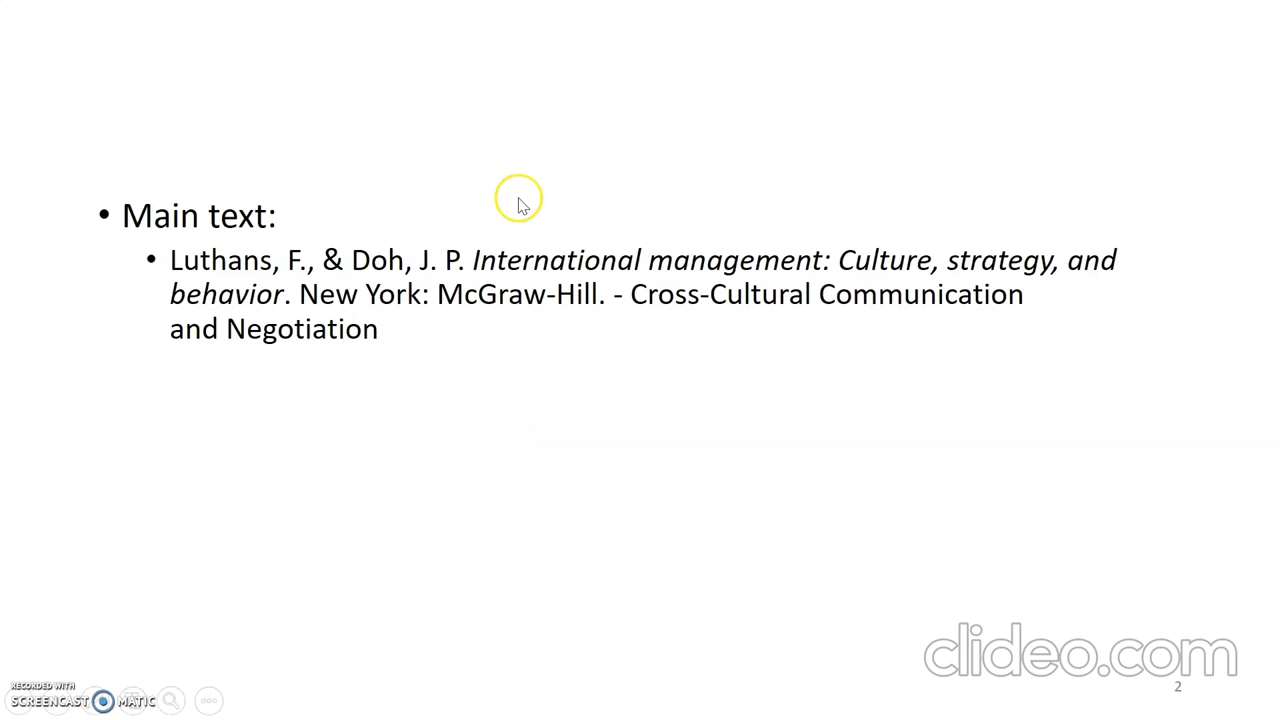 • Main text:
• Luthans, F., & Doh, J. P. International management: Culture, strategy, and
behavior. New York: McGraw-Hill. - Cross-Cultural Communication
and Negotiation
clideo.com
RECORDED WITH
SCREENCAST MATIC
2